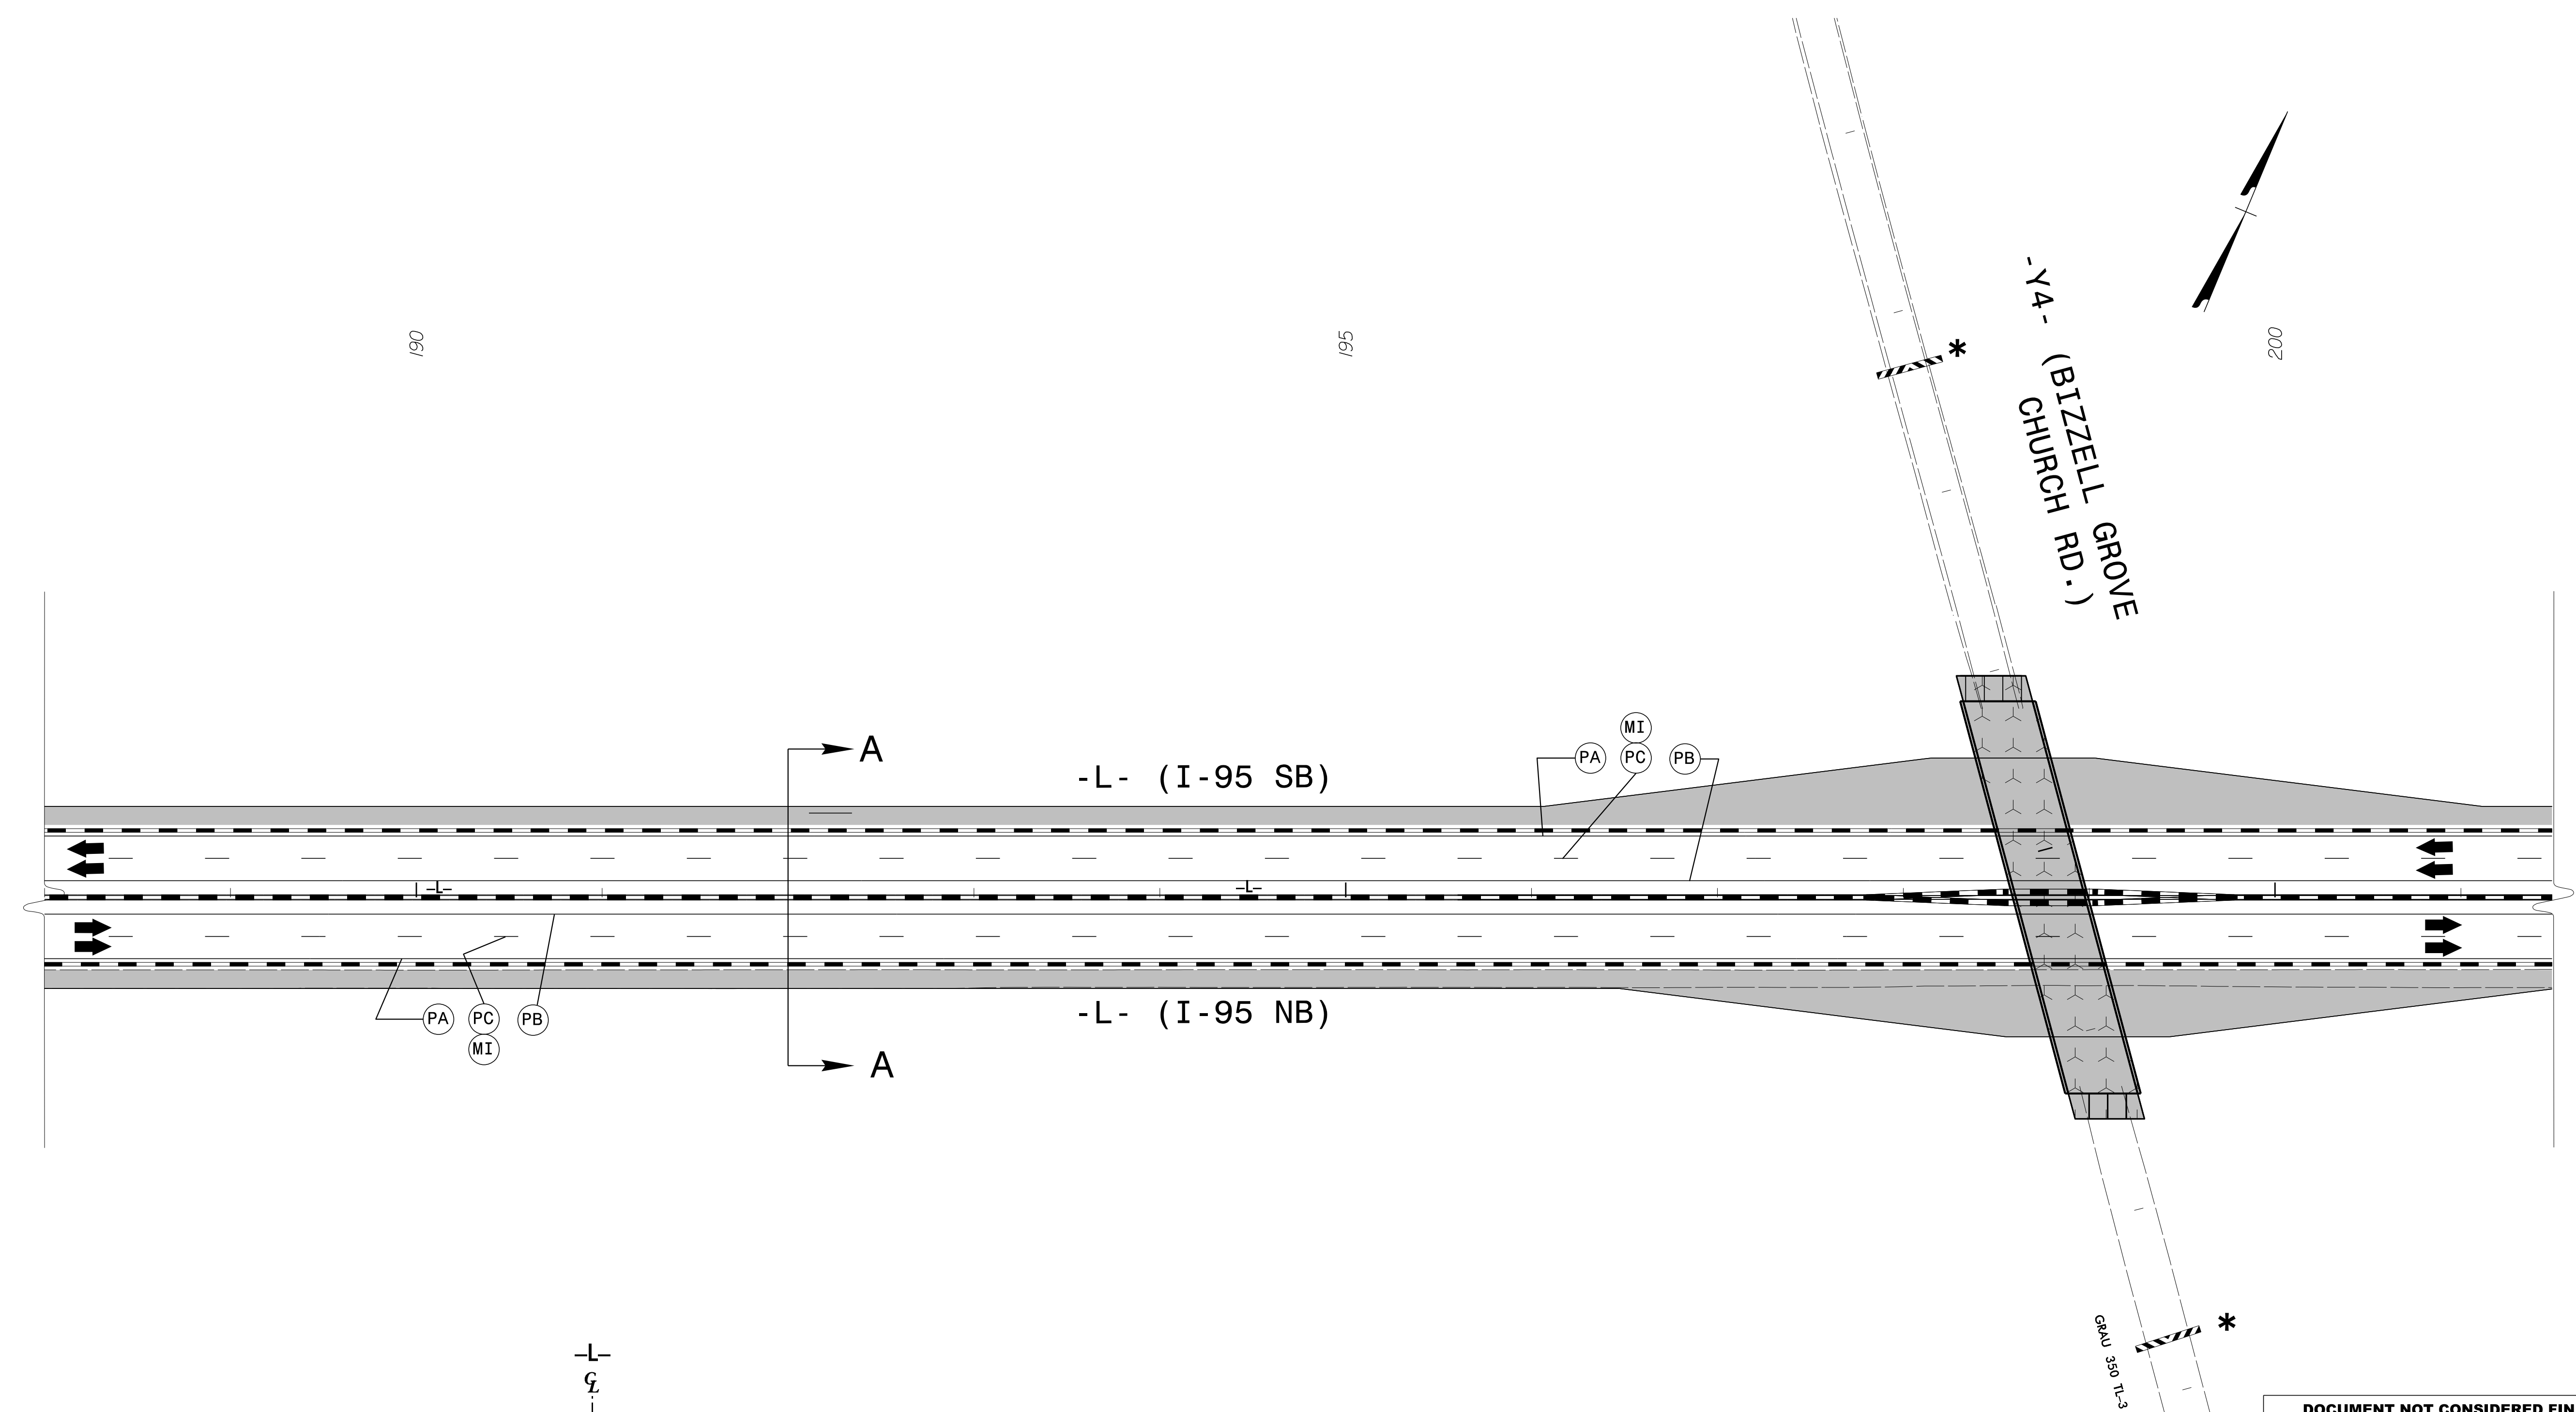 190
195
200
-Y4- (BIZZELL GROVE
CHURCH RD.)
*
A
-L- (I-95 SB)
MI
PA PC PB
-L-
-L-
PA PC PB
MI
-L- (I-95 NB)
A
*
GRAU 350 TL-3
-L-
CL
DOCUMENT NOT CONSIDERED FIN